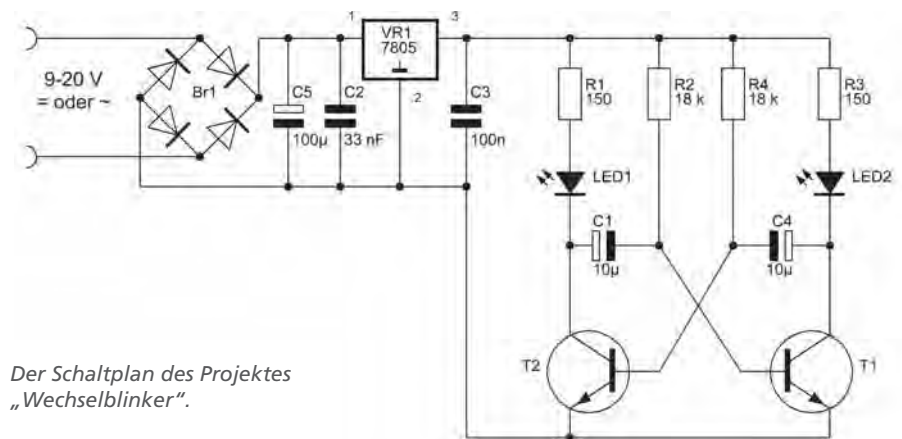 9-20 V
= oder ~
Br1
C5
100µ
C2
33 nF
1
VR1
7805
3
2
C3
100n
R1
150
R2
18 k
R4
18 k
R3
150
LED1
LED2
C1
10µ
C4
10µ
T2
T1
Der Schaltplan des Projektes
„Wechselblinker“.